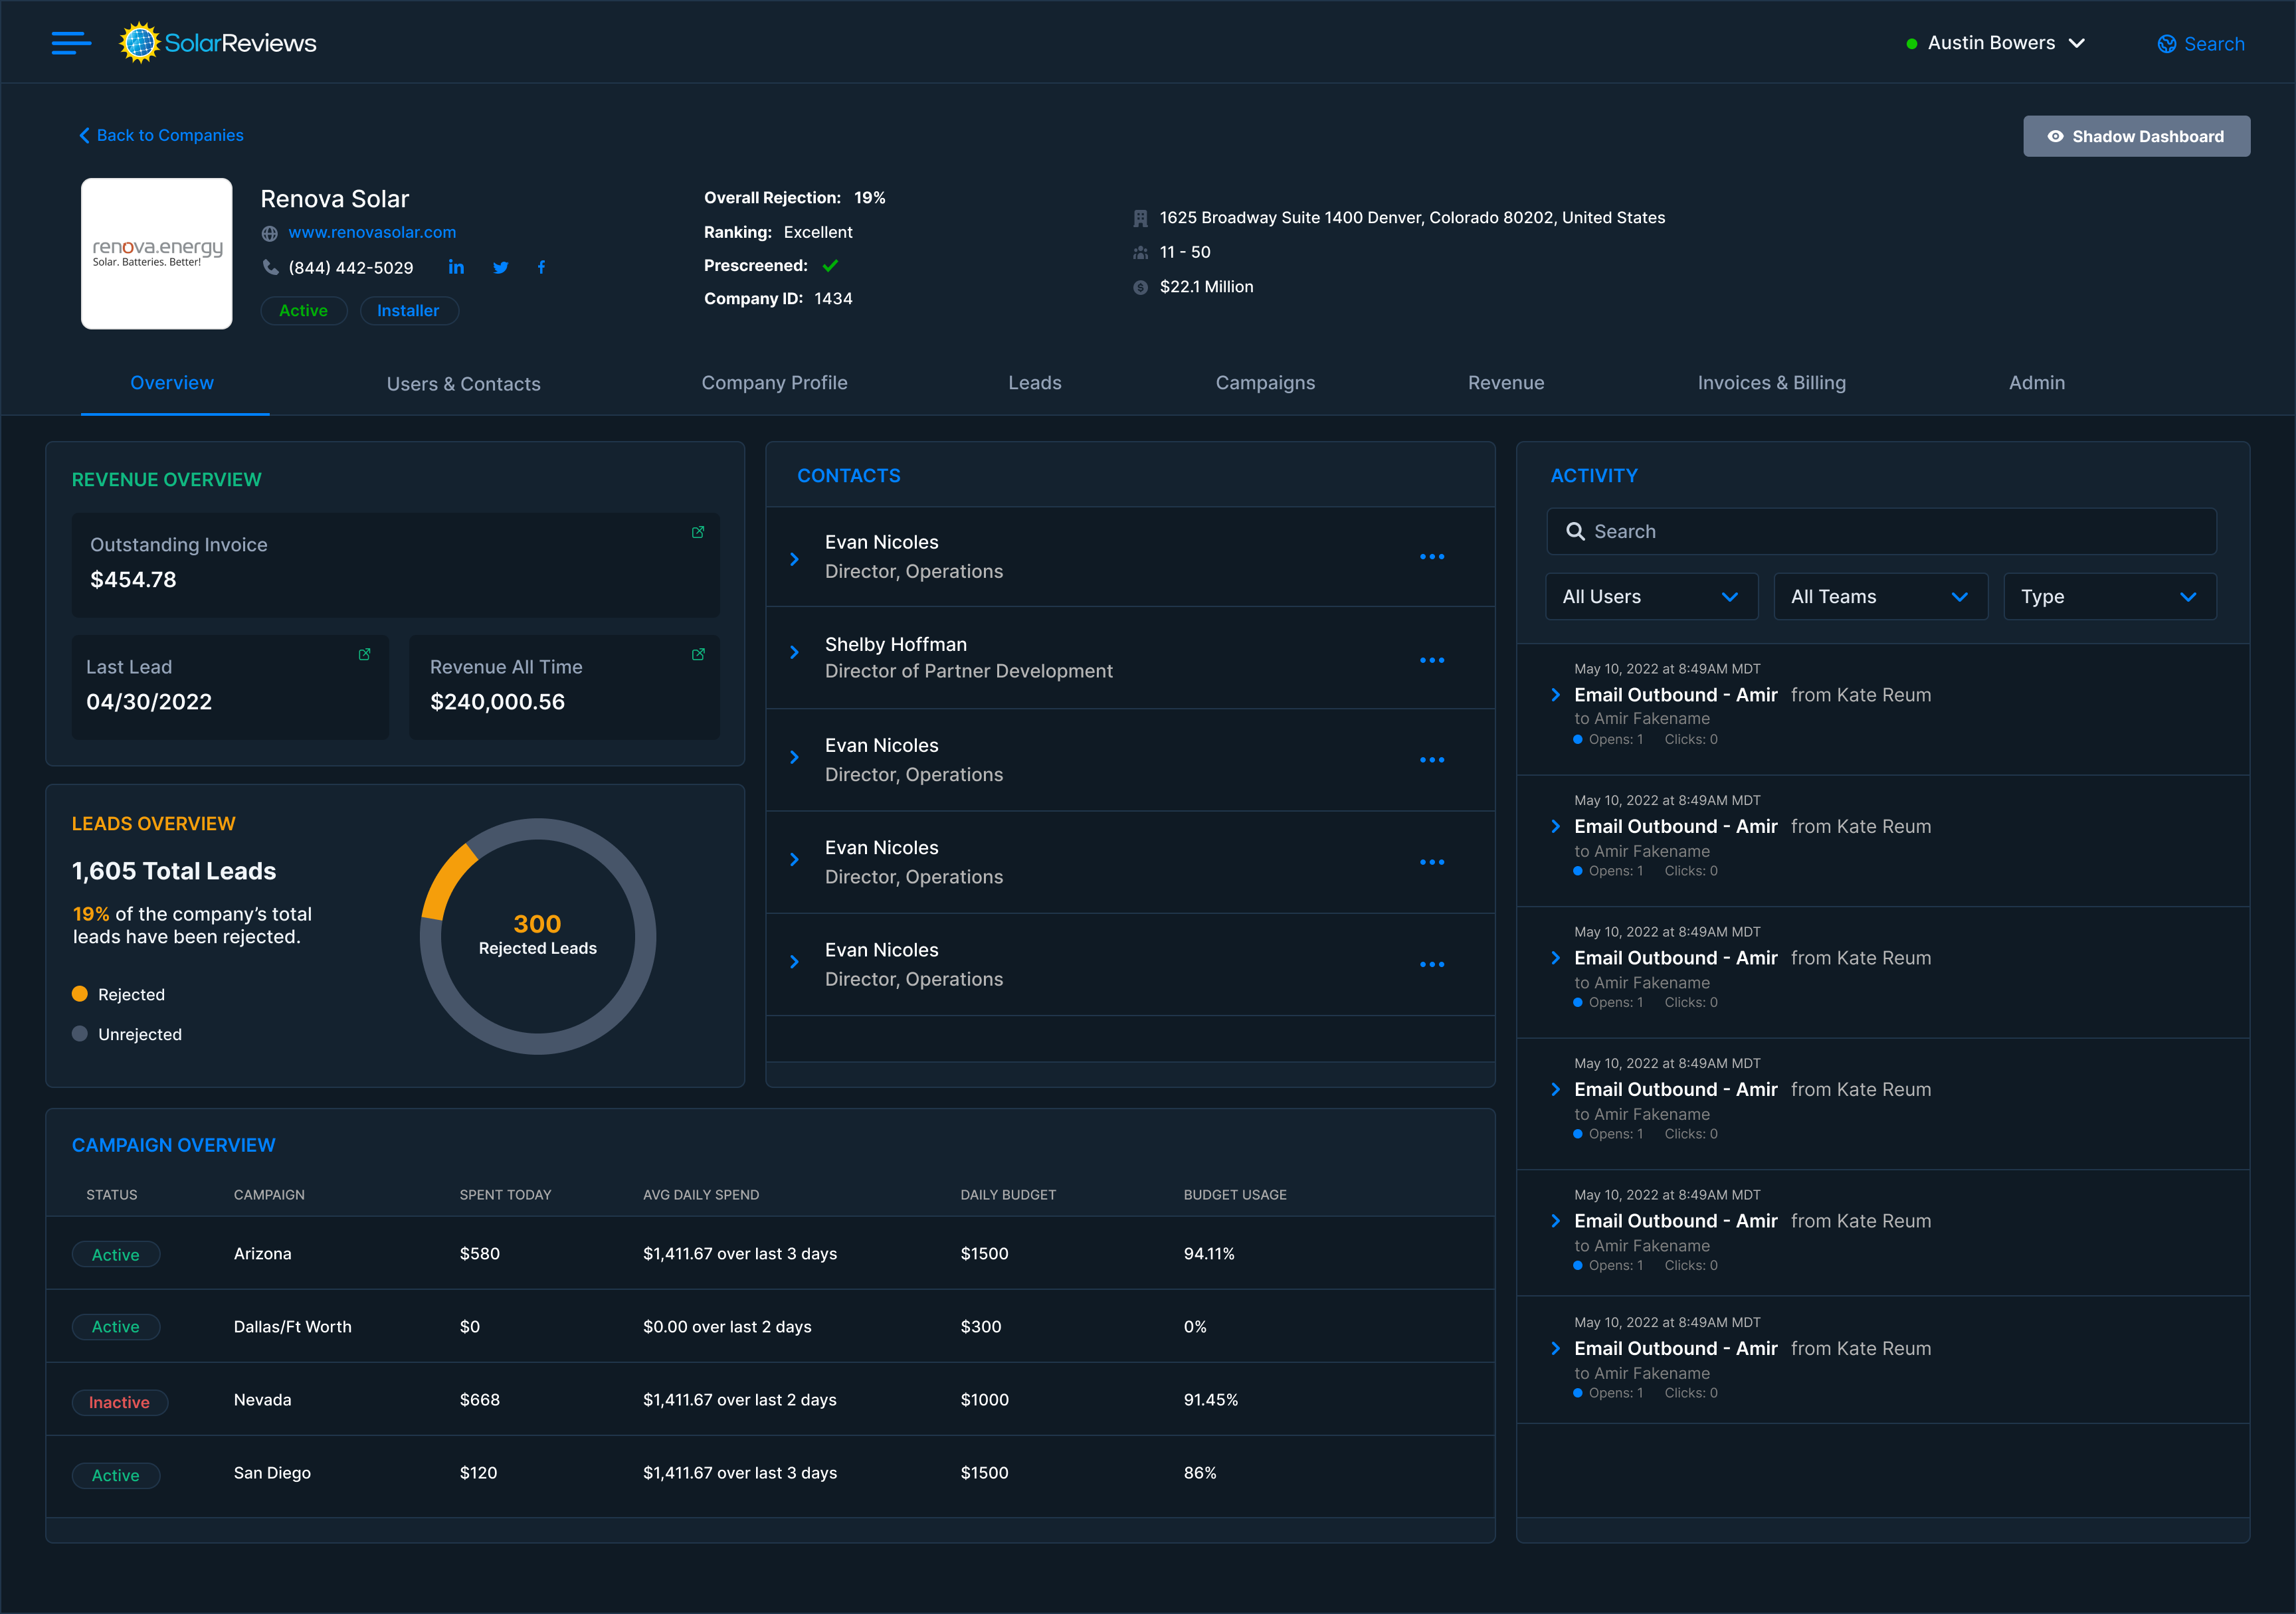 SolarReviews
Austin Bowers
Search
Back to Companies
Shadow Dashboard
renova.energy
Solar. Batteries. Better!
Renova Solar
www.renovasolar.com
(844) 442-5029
Active
Installer
Overall Rejection: 19%
Ranking: Excellent
Prescreened:
Company ID: 1434
1625 Broadway Suite 1400 Denver, Colorado 80202, United States
11 - 50
$22.1 Million
Overview
Users & Contacts
Company Profile
Leads
Campaigns
Revenue
Invoices & Billing
Admin
REVENUE OVERVIEW
Outstanding Invoice
$454.78
Last Lead
04/30/2022
Revenue All Time
$240,000.56
LEADS OVERVIEW
1,605 Total Leads
19% of the company’s total
leads have been rejected.
Rejected
Unrejected
300
Rejected Leads
CONTACTS
Evan Nicoles
Director, Operations
Shelby Hoffman
Director of Partner Development
Evan Nicoles
Director, Operations
Evan Nicoles
Director, Operations
Evan Nicoles
Director, Operations
CAMPAIGN OVERVIEW
STATUS CAMPAIGN SPENT TODAY AVG DAILY SPEND DAILY BUDGET BUDGET USAGE
Active Arizona $580 $1,411.67 over last 3 days $1500 94.11%
Active Dallas/Ft Worth $0 $0.00 over last 2 days $300 0%
Inactive Nevada $668 $1,411.67 over last 2 days $1000 91.45%
Active San Diego $120 $1,411.67 over last 3 days $1500 86%
ACTIVITY
Search
All Users
All Teams
Type
May 10, 2022 at 8:49AM MDT
Email Outbound - Amir from Kate Reum
to Amir Fakename
Opens: 1 Clicks: 0
May 10, 2022 at 8:49AM MDT
Email Outbound - Amir from Kate Reum
to Amir Fakename
Opens: 1 Clicks: 0
May 10, 2022 at 8:49AM MDT
Email Outbound - Amir from Kate Reum
to Amir Fakename
Opens: 1 Clicks: 0
May 10, 2022 at 8:49AM MDT
Email Outbound - Amir from Kate Reum
to Amir Fakename
Opens: 1 Clicks: 0
May 10, 2022 at 8:49AM MDT
Email Outbound - Amir from Kate Reum
to Amir Fakename
Opens: 1 Clicks: 0
May 10, 2022 at 8:49AM MDT
Email Outbound - Amir from Kate Reum
to Amir Fakename
Opens: 1 Clicks: 0